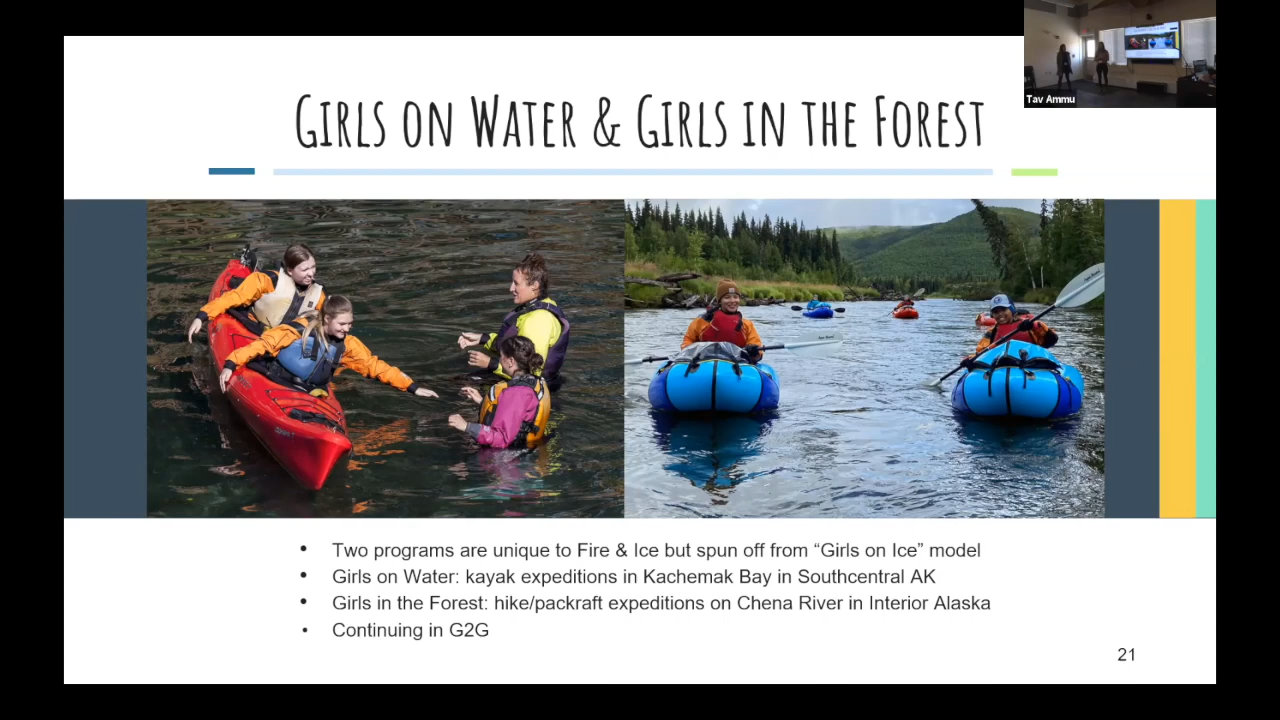 Tav Ammu
GIRLS ON WATER & GIRLS IN THE FOREST
• Two programs are unique to Fire & Ice but spun off from “Girls on Ice” model
• Girls on Water: kayak expeditions in Kachemak Bay in Southcentral AK
• Girls in the Forest: hike/packraft expeditions on Chena River in Interior Alaska
• Continuing in G2G
21